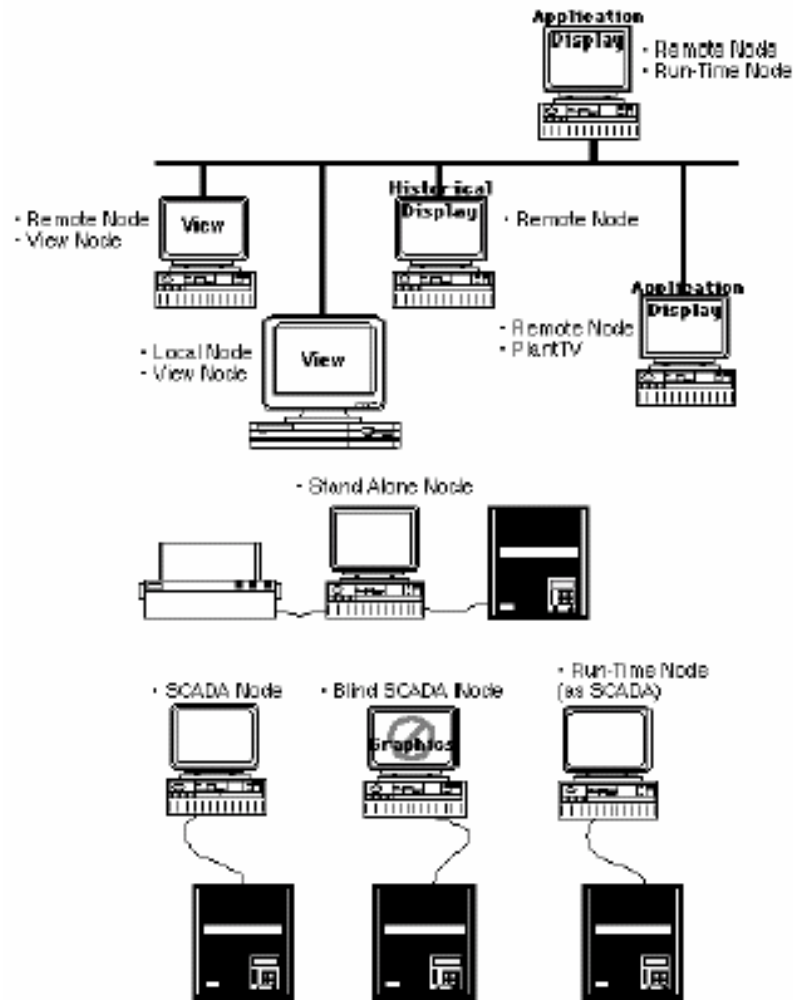 Application
Display
• Remote Node
• Run-Time Node
• Remote Node
- View Node
View
Historical
Display
• Remote Node
Application
Display
• Remote Node
• PlantTV
• Local Node
- View Node
View
• Stand Alone Node
• SCADA Node
• Blind SCADA Node
Graphics
• Run-Time Node
(as SCADA)